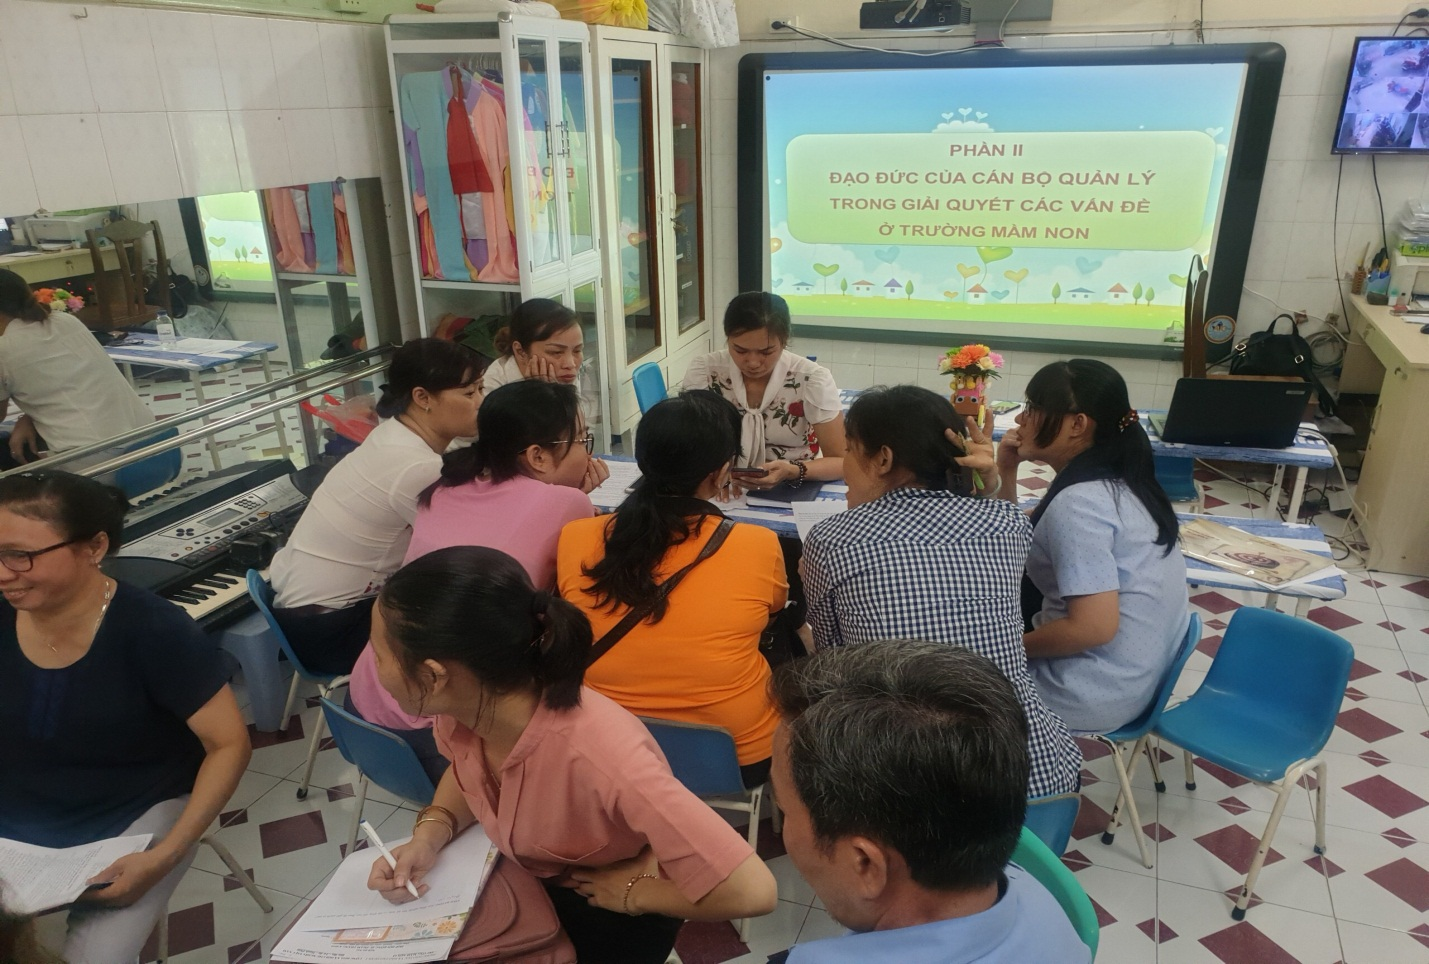 PHẦN II
ĐẠO ĐỨC CỦA CÁN BỘ QUẢN LÝ
TRONG GIẢI QUYẾT CÁC VẤN ĐỀ
Ở TRƯỜNG MẦM NON